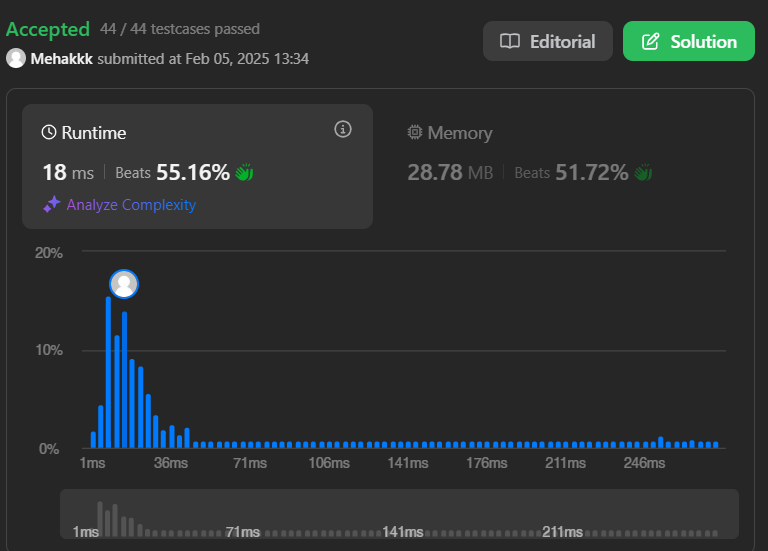 Accepted 44 / 44 testcases passed
Mehakkk submitted at Feb 05, 2025 13:34
Editorial
Solution
Runtime
18 ms | Beats 55.16%
Analyze Complexity
Memory
28.78 MB | Beats 51.72%
20%
10%
0%
1ms 36ms 71ms 106ms 141ms 176ms 211ms 246ms
1ms 71ms 141ms 211ms